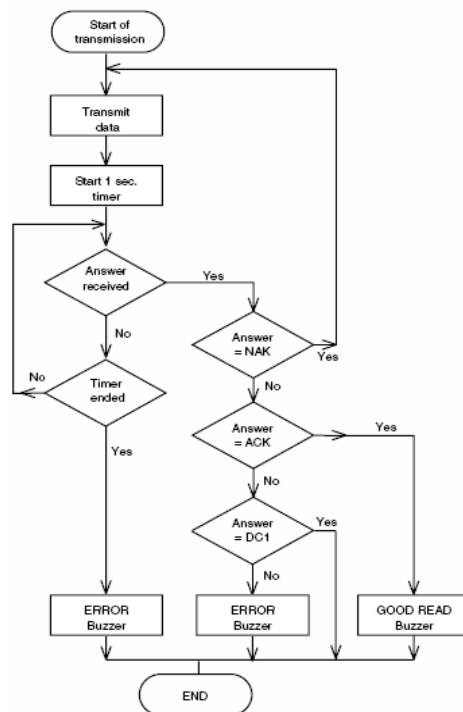 Start of
transmission
Transmit
data
Start 1 sec.
timer
Answer
received
Yes
No
Answer
= NAK
Yes
No
No
Timer
ended
Yes
Answer
= ACK
Yes
No
Answer
= DC1
Yes
No
ERROR
Buzzer
ERROR
Buzzer
GOOD READ
Buzzer
END